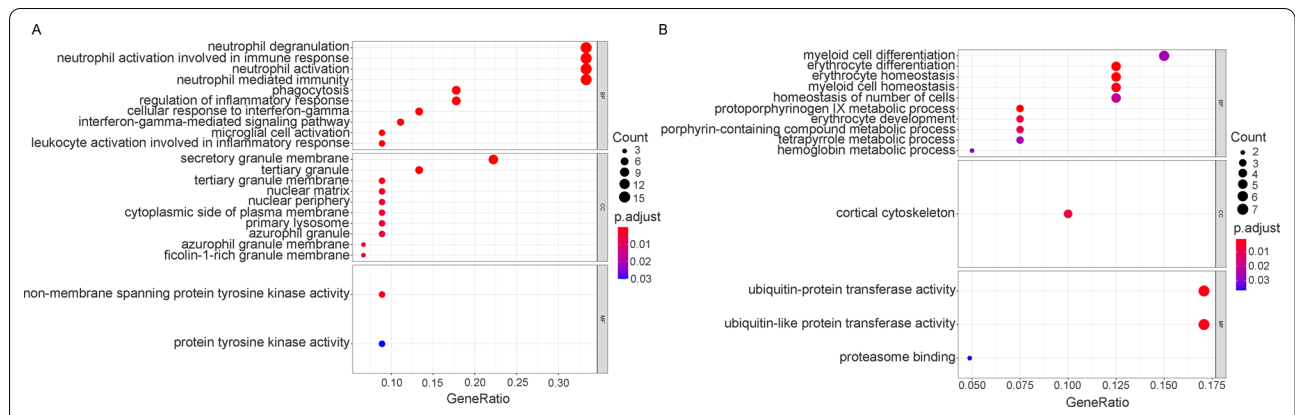 A
neutrophil degranulation
neutrophil activation involved in immune response
neutrophil activation
neutrophil mediated immunity
phagocytosis
regulation of inflammatory response
cellular response to interferon-gamma
interferon-gamma-mediated signaling pathway
microglial cell activation
leukocyte activation involved in inflammatory response
BP
secretory granule membrane
tertiary granule
tertiary granule membrane
nuclear matrix
nuclear periphery
cytoplasmic side of plasma membrane
primary lysosome
azurophil granule
azurophil granule membrane
ficolin-1-rich granule membrane
CC
non-membrane spanning protein tyrosine kinase activity
protein tyrosine kinase activity
MF
0.10 0.15 0.20 0.25 0.30
GeneRatio
Count
3
6
9
12
15
p.adjust
0.01
0.02
0.03
B
myeloid cell differentiation
erythrocyte differentiation
erythrocyte homeostasis
myeloid cell homeostasis
homeostasis of number of cells
protoporphyrinogen IX metabolic process
erythrocyte development
porphyrin-containing compound metabolic process
tetrapyrrole metabolic process
hemoglobin metabolic process
BP
cortical cytoskeleton
CC
ubiquitin-protein transferase activity
ubiquitin-like protein transferase activity
proteasome binding
MF
0.050 0.075 0.100 0.125 0.150 0.175
GeneRatio
Count
2
3
4
5
6
7
p.adjust
0.01
0.02
0.03